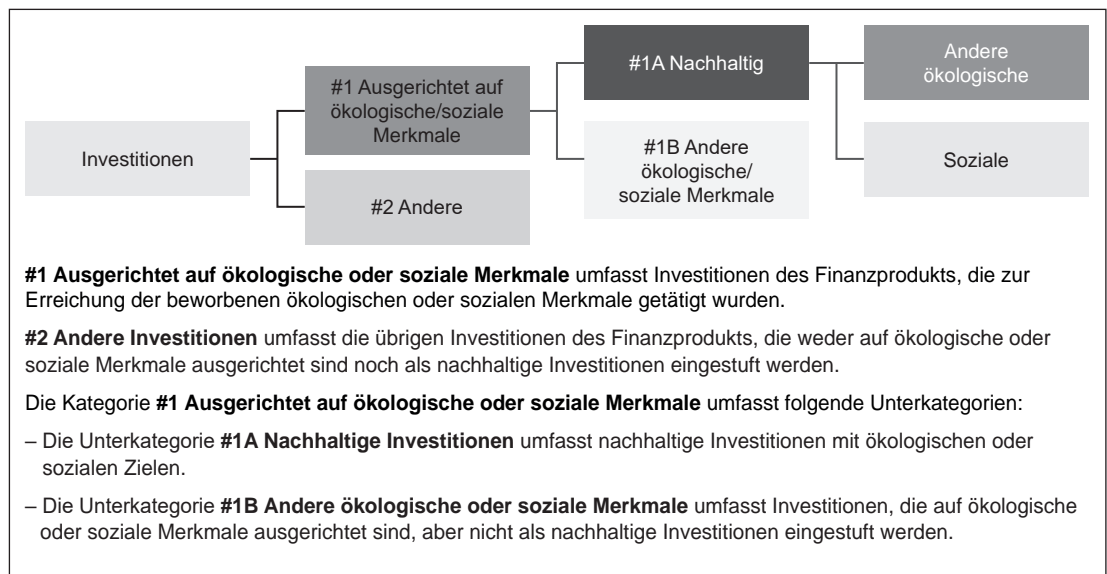 Investitionen
#1 Ausgerichtet auf
ökologische/soziale
Merkmale
#2 Andere
#1A Nachhaltig
#1B Andere
ökologische/
soziale Merkmale
Andere
ökologische
Soziale
#1 Ausgerichtet auf ökologische oder soziale Merkmale umfasst Investitionen des Finanzprodukts, die zur
Erreichung der beworbenen ökologischen oder sozialen Merkmale getätigt wurden.
#2 Andere Investitionen umfasst die übrigen Investitionen des Finanzprodukts, die weder auf ökologische oder
soziale Merkmale ausgerichtet sind noch als nachhaltige Investitionen eingestuft werden.
Die Kategorie #1 Ausgerichtet auf ökologische oder soziale Merkmale umfasst folgende Unterkategorien:
– Die Unterkategorie #1A Nachhaltige Investitionen umfasst nachhaltige Investitionen mit ökologischen oder
sozialen Zielen.
– Die Unterkategorie #1B Andere ökologische oder soziale Merkmale umfasst Investitionen, die auf ökologische
oder soziale Merkmale ausgerichtet sind, aber nicht als nachhaltige Investitionen eingestuft werden.